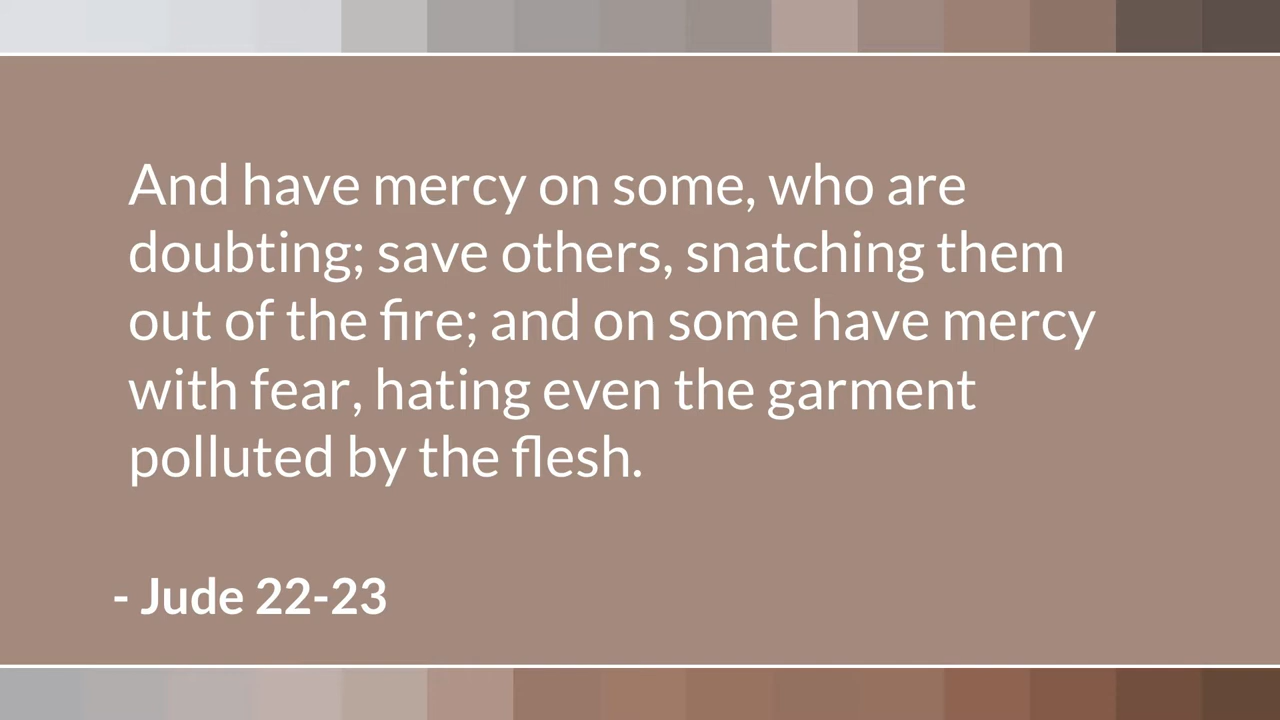 And have mercy on some, who are
doubting; save others, snatching them
out of the fire; and on some have mercy
with fear, hating even the garment
polluted by the flesh.
- Jude 22-23